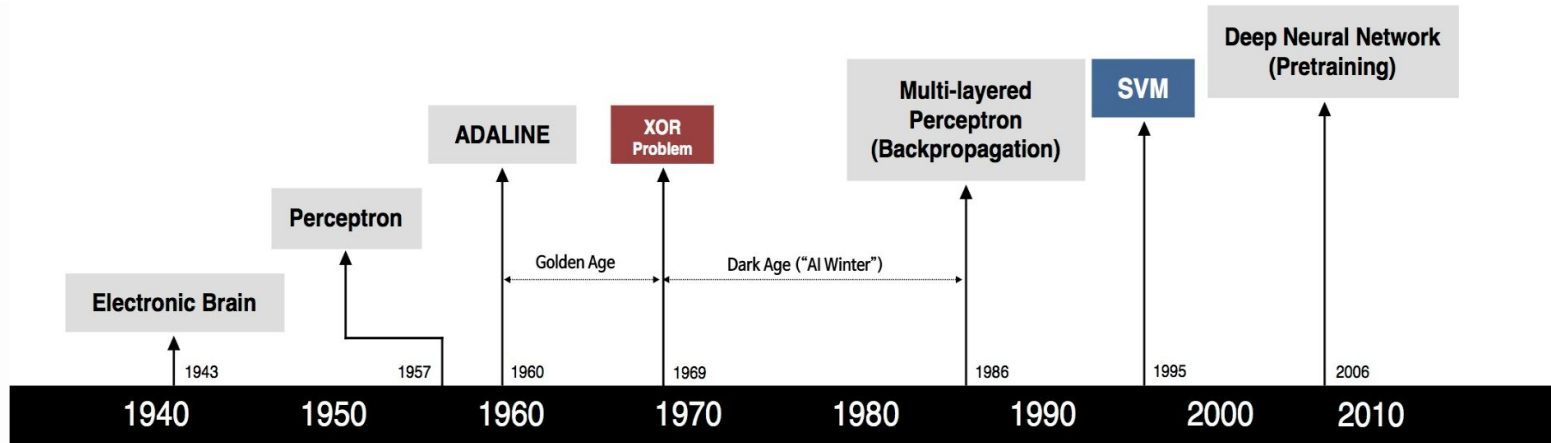 Deep Neural Network
(Pretraining)
Multi-layered
Perceptron
(Backpropagation)
SVM
ADALINE
XOR
Problem
Perceptron
Golden Age
Dark Age ("AI Winter")
Electronic Brain
1943
1957
1960
1969
1986
1995
2006
1940
1950
1960
1970
1980
1990
2000
2010